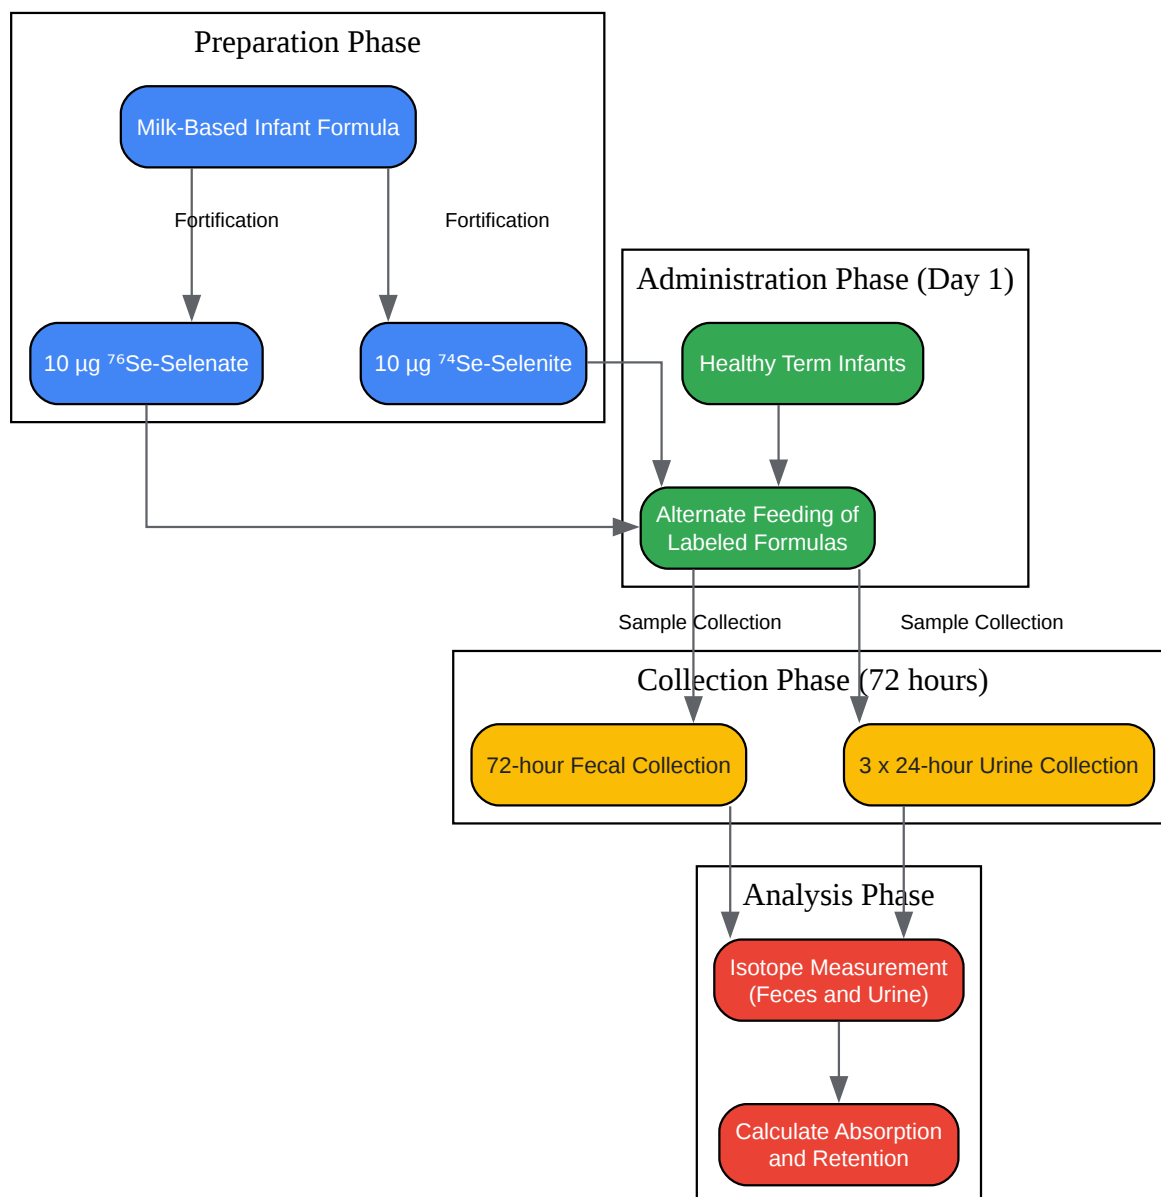 Preparation Phase
Milk-Based Infant Formula
Fortification
Fortification
10 µg ⁷⁶Se-Selenate
10 µg ⁷⁴Se-Selenite
Administration Phase (Day 1)
Healthy Term Infants
Alternate Feeding of
Labeled Formulas
Sample Collection
Sample Collection
Collection Phase (72 hours)
72-hour Fecal Collection
3 x 24-hour Urine Collection
Analysis Phase
Isotope Measurement
(Feces and Urine)
Calculate Absorption
and Retention